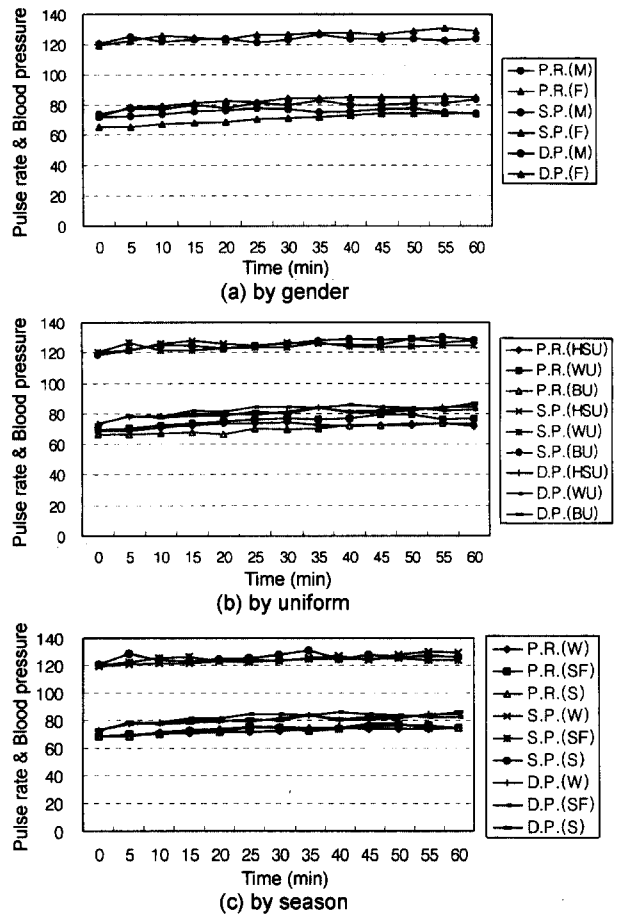 Pulse rate & Blood pressure
140
120
100
80
60
40
20
0
0 5 10 15 20 25 30 35 40 45 50 55 60
Time (min)
P.R.(M)
P.R.(F)
S.P.(M)
S.P.(F)
D.P.(M)
D.P.(F)
(a) by gender
Pulse rate & Blood pressure
140
120
100
80
60
40
20
0
0 5 10 15 20 25 30 35 40 45 50 55 60
Time (min)
P.R.(HSU)
P.R.(WU)
P.R.(BU)
S.P.(HSU)
S.P.(WU)
S.P.(BU)
D.P.(HSU)
D.P.(WU)
D.P.(BU)
(b) by uniform
Pulse rate & Blood pressure
140
120
100
80
60
40
20
0
0 5 10 15 20 25 30 35 40 45 50 55 60
Time (min)
P.R.(W)
P.R.(SF)
P.R.(S)
S.P.(W)
S.P.(SF)
S.P.(S)
D.P.(W)
D.P.(SF)
D.P.(S)
(c) by season